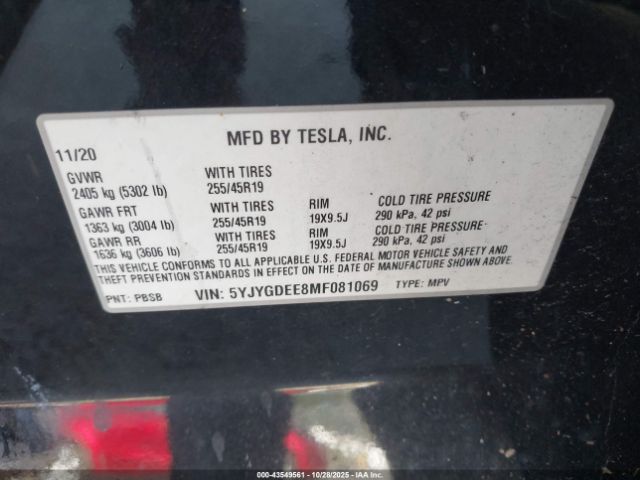 MFD BY TESLA, INC.
11/20
GVWR WITH TIRES
2405 kg (5302 lb) 255/45R19
GAWR FRT WITH TIRES RIM COLD TIRE PRESSURE
1363 kg (3004 lb) 255/45R19 19X9.5J 290 kPa, 42 psi
GAWR RR WITH TIRES RIM COLD TIRE PRESSURE
1636 kg (3606 lb) 255/45R19 19X9.5J 290 kPa, 42 psi
THIS VEHICLE CONFORMS TO ALL APPLICABLE U.S. FEDERAL MOTOR VEHICLE SAFETY AND
THEFT PREVENTION STANDARDS IN EFFECT ON THE DATE OF MANUFACTURE SHOWN ABOVE.
PNT: PBSB VIN: 5YJYGDEE8MF081069 TYPE: MPV
000-43549561 - 10/28/2025 - IAAI.COM